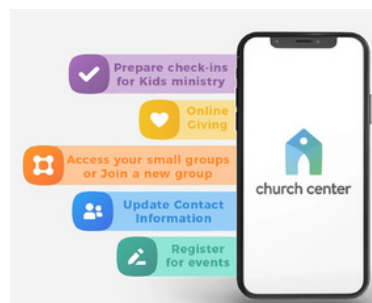 Prepare check-ins
for Kids ministry
Online
Giving
Access your small groups
or Join a new group
Update Contact
Information
Register
for events
church center